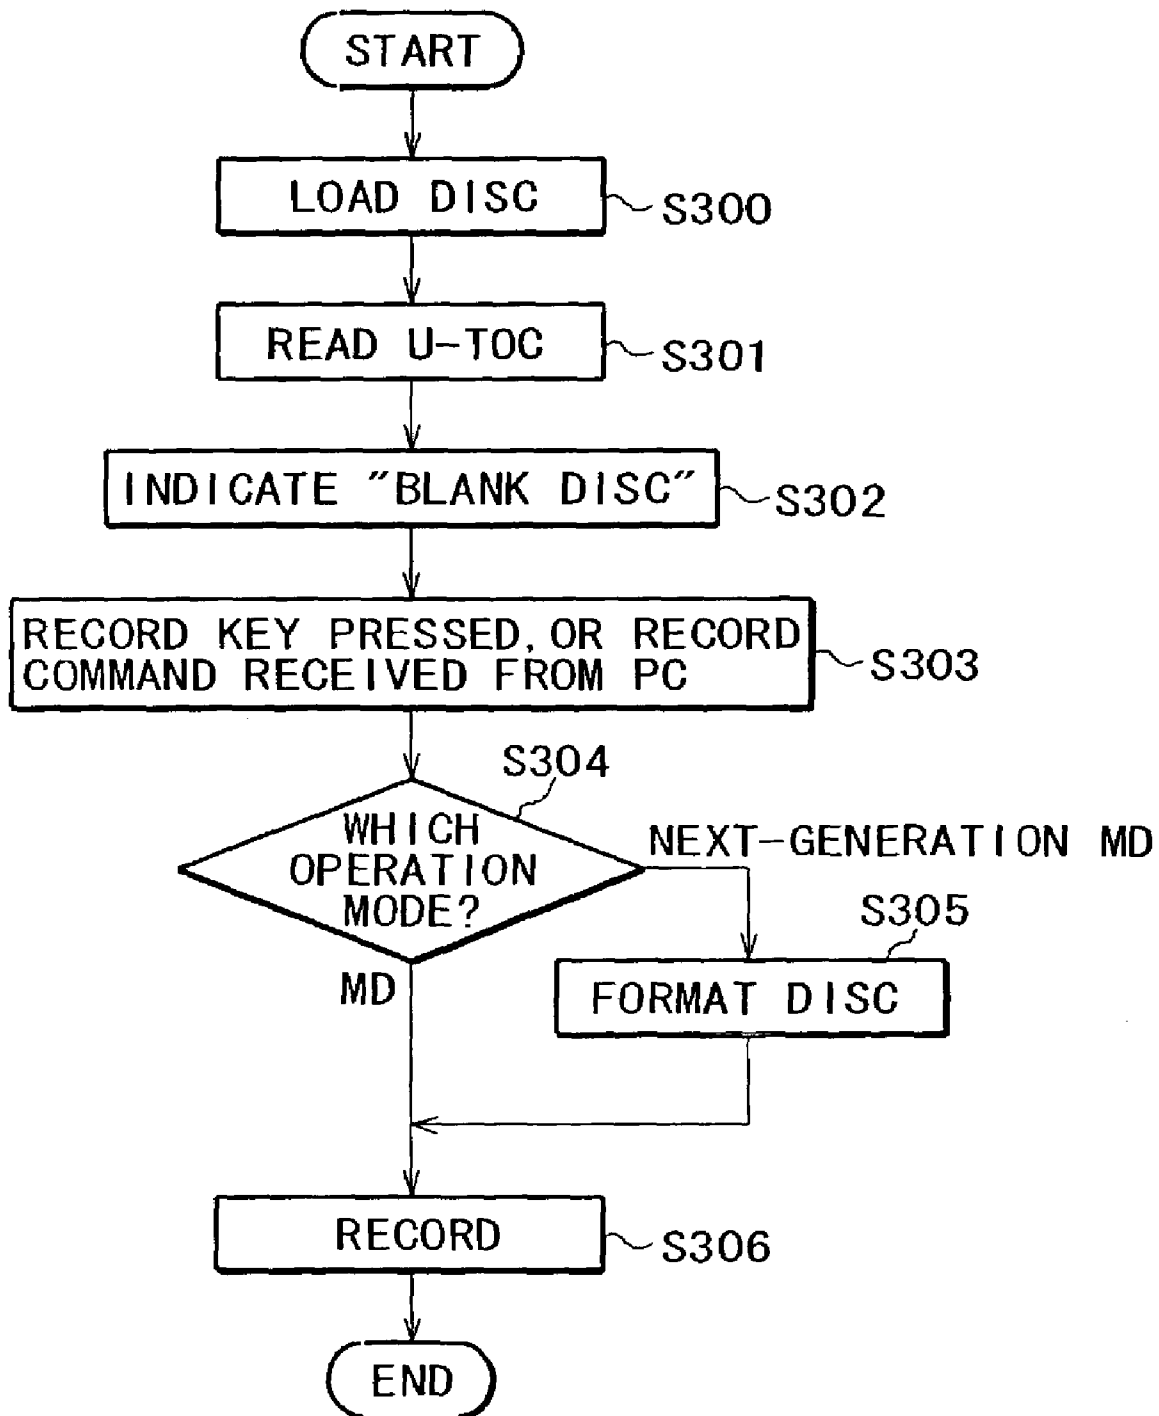 START
LOAD DISC
S300
READ U-TOC
S301
INDICATE "BLANK DISC"
S302
RECORD KEY PRESSED, OR RECORD
COMMAND RECEIVED FROM PC
S303
S304
WHICH
OPERATION
MODE?
NEXT-GENERATION MD
S305
MD
FORMAT DISC
RECORD
S306
END